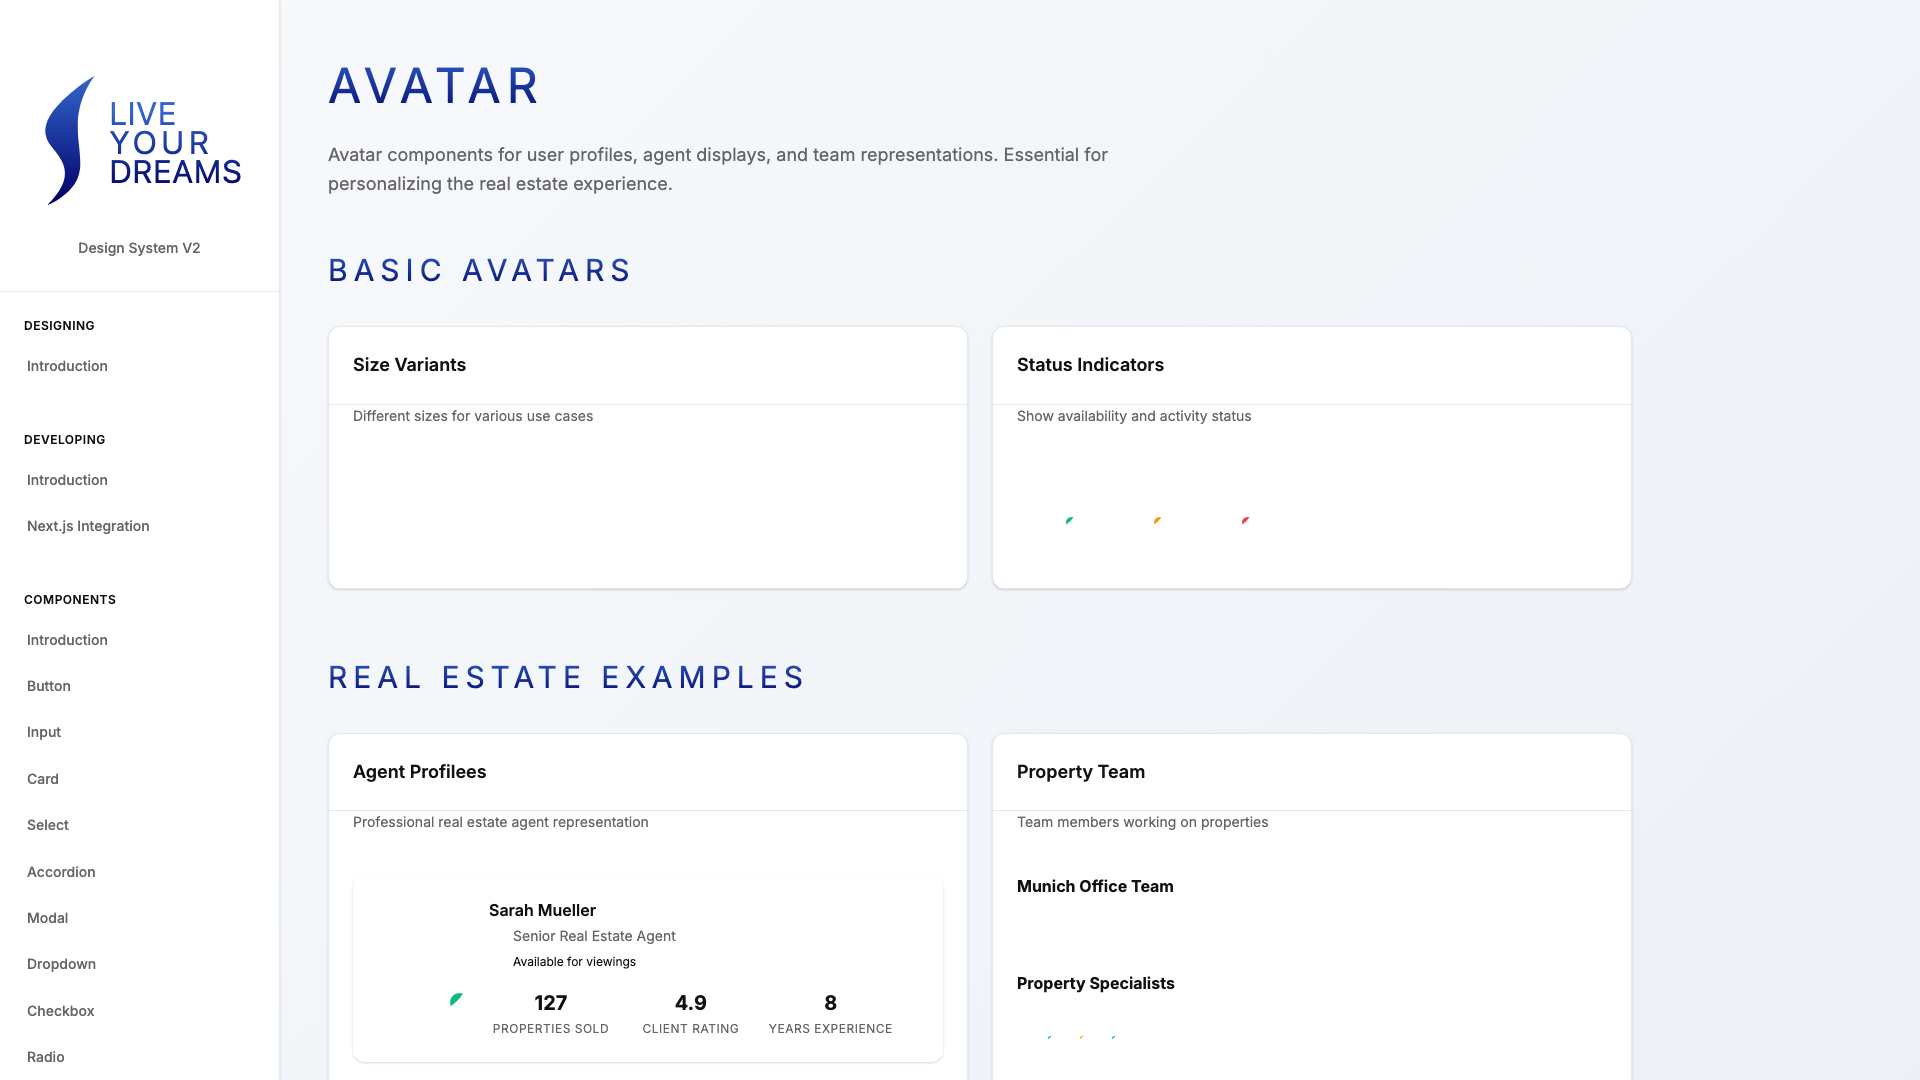 LIVE
YOUR
DREAMS
Design System V2
DESIGNING
Introduction
DEVELOPING
Introduction
Next.js Integration
COMPONENTS
Introduction
Button
Input
Card
Select
Accordion
Modal
Dropdown
Checkbox
Radio
AVATAR
Avatar components for user profiles, agent displays, and team representations. Essential for
personalizing the real estate experience.
BASIC AVATARS
Size Variants
Different sizes for various use cases
Status Indicators
Show availability and activity status
REAL ESTATE EXAMPLES
Agent Profilees
Professional real estate agent representation
Sarah Mueller
Senior Real Estate Agent
Available for viewings
127
PROPERTIES SOLD
4.9
CLIENT RATING
8
YEARS EXPERIENCE
Property Team
Team members working on properties
Munich Office Team
Property Specialists